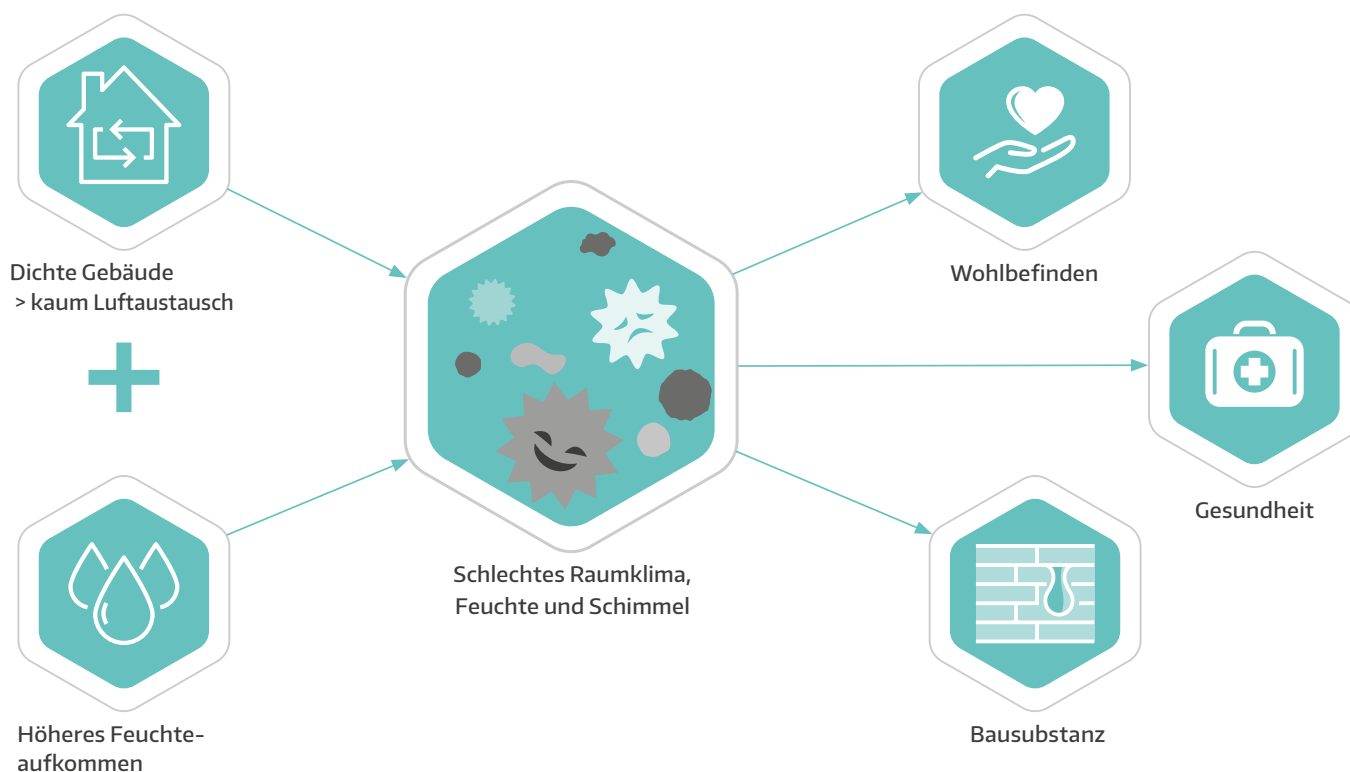 Dichte Gebäude
> kaum Luftaustausch
Höheres Feuchte-
aufkommen
Schlechtes Raumklima,
Feuchte und Schimmel
Wohlbefinden
Gesundheit
Bausubstanz